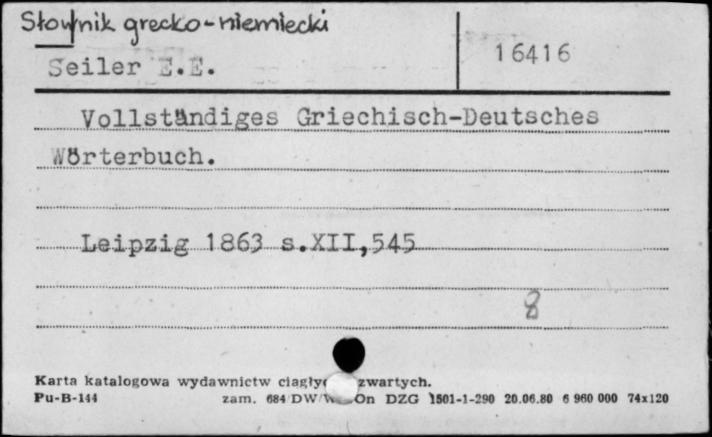 Słownik grecko-niemiecki
Seiler E.E.
16416
Vollständiges Griechisch-Deutsches
Wörterbuch.
Leipzig 1863 s.XII,545
8
Karta katalogowa wydawnictw ciągły zwartych.
Pu-B-144 zam. 684 DW On DZG 1501-1-290 20.06.80 6 960 000 74x120